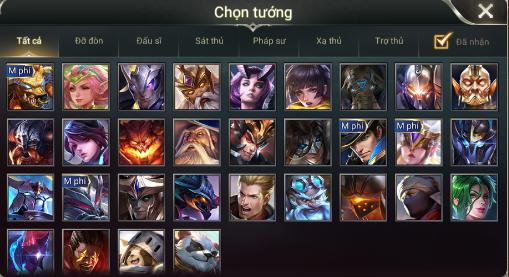 Chọn tướng
Tất cả Đỡ đòn Đấu sĩ Sát thủ Pháp sư Xạ thủ Trợ thủ Đã nhận
M phí
M phí M phí
M phí